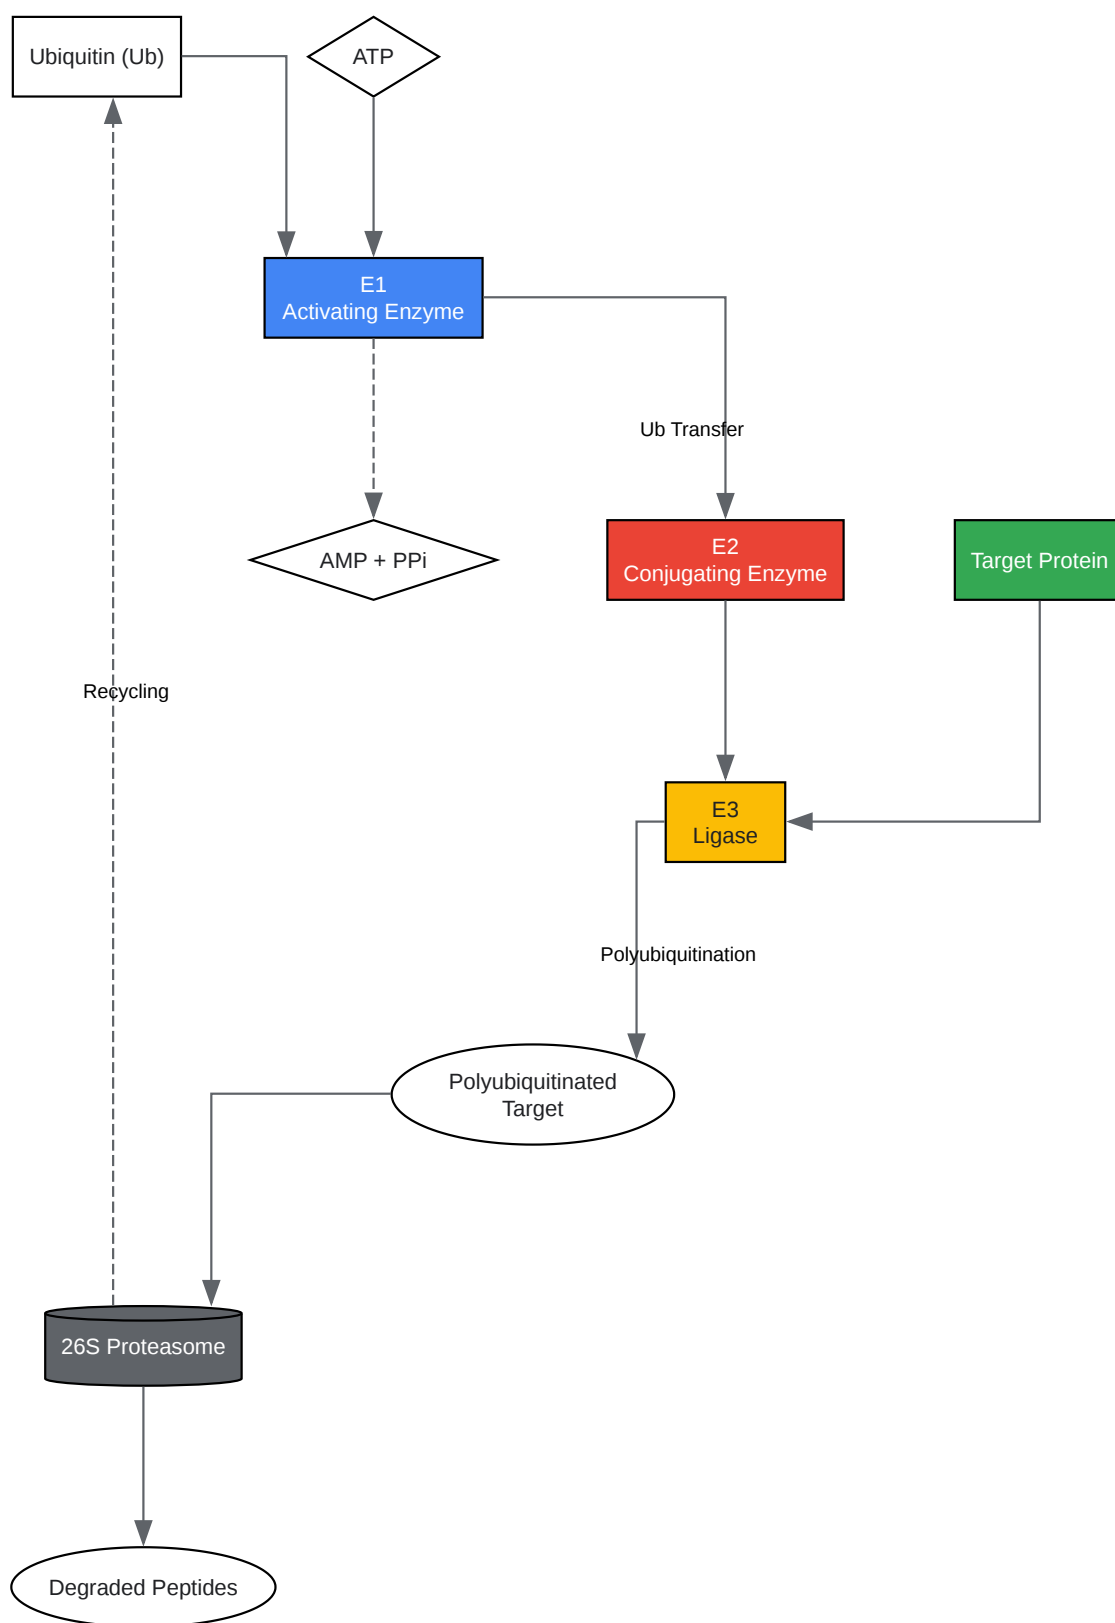 Ubiquitin (Ub)
ATP
E1
Activating Enzyme
Ub Transfer
AMP + PPi
E2
Conjugating Enzyme
Target Protein
Recycling
E3
Ligase
Polyubiquitination
Polyubiquitinated
Target
26S Proteasome
Degraded Peptides